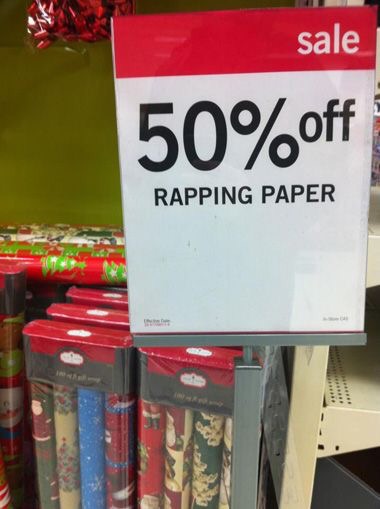 sale
50% off
RAPPING PAPER